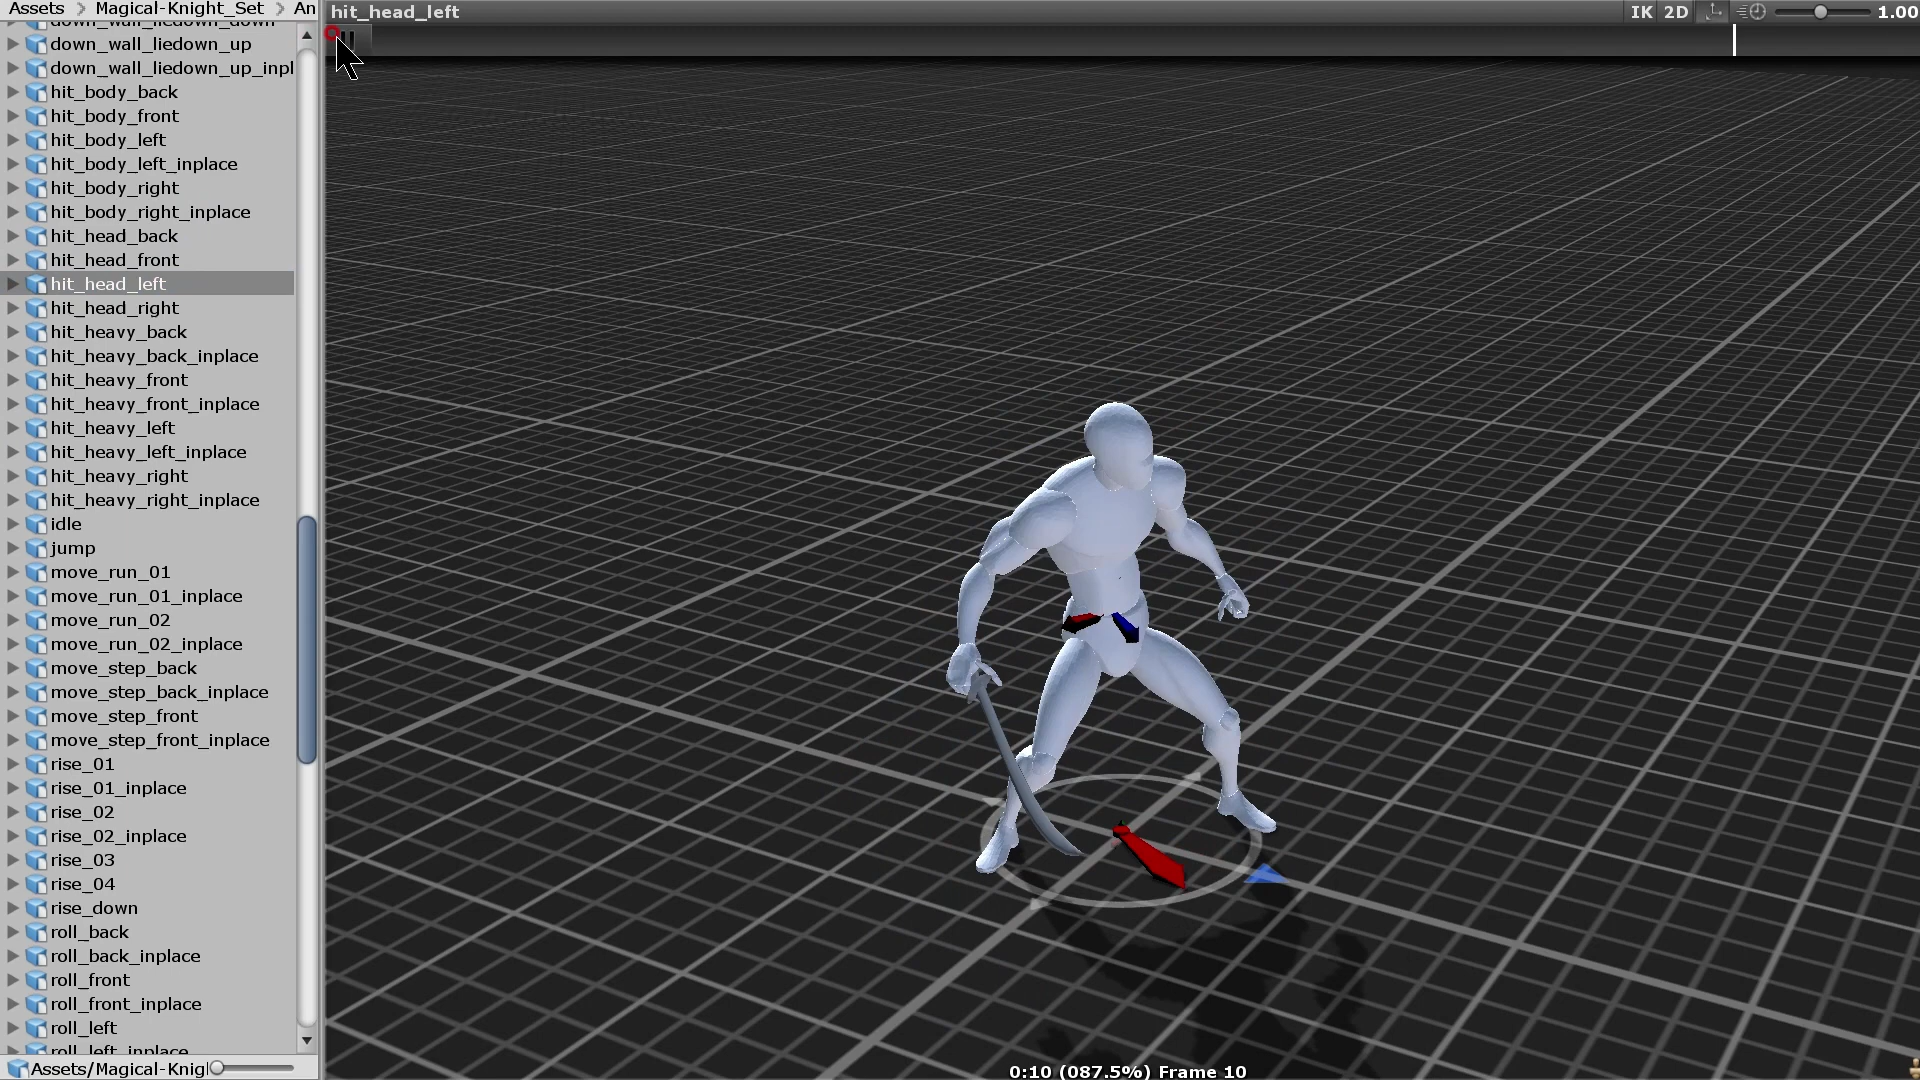 Assets > Magical-Knight_Set > An
down_wall_liedown_down
down_wall_liedown_up
down_wall_liedown_up_inpl
hit_body_back
hit_body_front
hit_body_left
hit_body_left_inplace
hit_body_right
hit_body_right_inplace
hit_head_back
hit_head_front
hit_head_left
hit_head_right
hit_heavy_back
hit_heavy_back_inplace
hit_heavy_front
hit_heavy_front_inplace
hit_heavy_left
hit_heavy_left_inplace
hit_heavy_right
hit_heavy_right_inplace
idle
jump
move_run_01
move_run_01_inplace
move_run_02
move_run_02_inplace
move_step_back
move_step_back_inplace
move_step_front
move_step_front_inplace
rise_01
rise_01_inplace
rise_02
rise_02_inplace
rise_03
rise_04
rise_down
roll_back
roll_back_inplace
roll_front
roll_front_inplace
roll_left
roll_left_inplace
Assets/Magical-Knig
hit_head_left
IK 2D 1.00
0:10 (087.5%) Frame 10